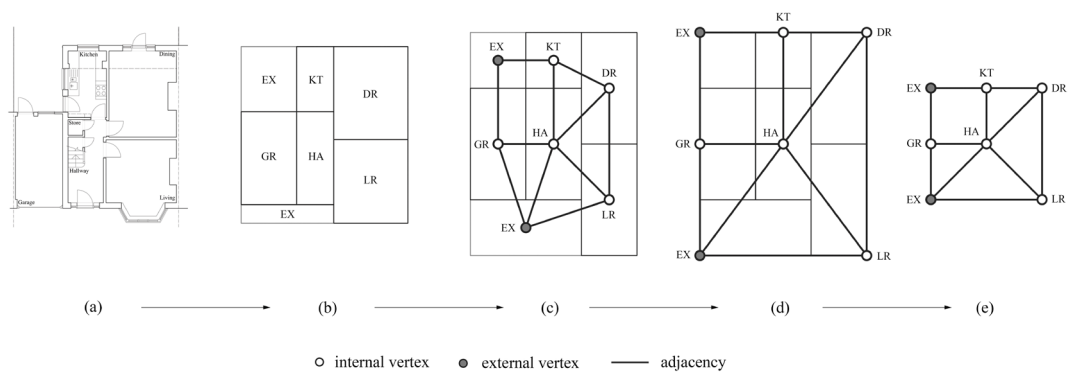 Kitchen
Dining
Store
Hallway
Garage
Living
EX
KT
DR
GR
HA
LR
EX
EX
KT
DR
GR
HA
LR
EX
EX
KT
DR
GR
HA
EX
LR
EX
KT
DR
GR
HA
EX
LR
(a)
(b)
(c)
(d)
(e)
internal vertex
external vertex
adjacency